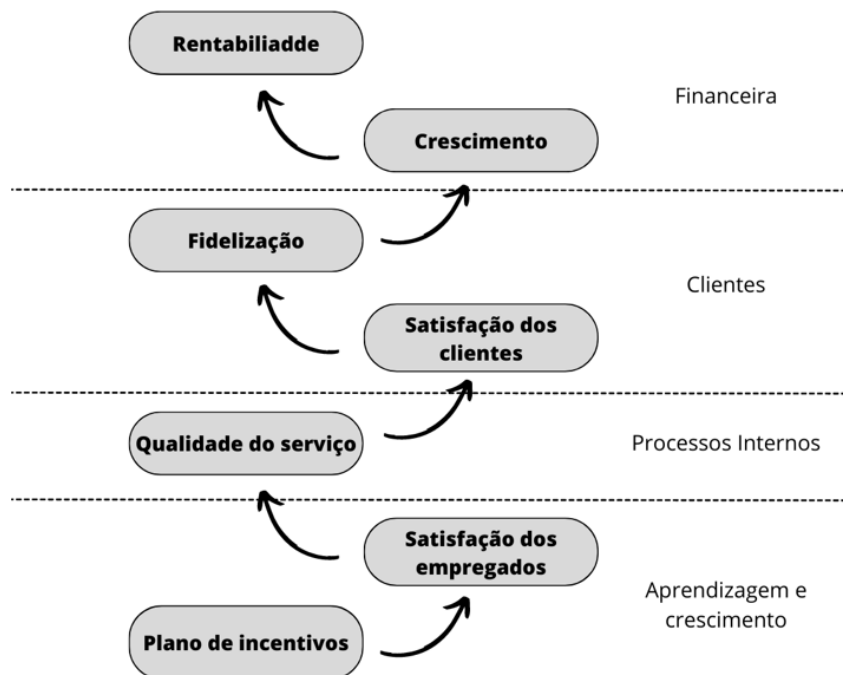 Rentabiliadde
Financeira
Crescimento
Fidelização
Clientes
Satisfação dos
clientes
Qualidade do serviço
Processos Internos
Satisfação dos
empregados
Aprendizagem e
crescimento
Plano de incentivos